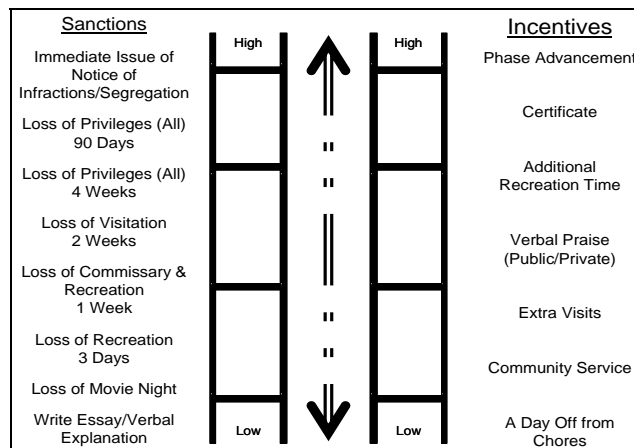 Sanctions
Immediate Issue of
Notice of
Infractions/Segregation
Loss of Privileges (All)
90 Days
Loss of Privileges (All)
4 Weeks
Loss of Visitation
2 Weeks
Loss of Commissary &
Recreation
1 Week
Loss of Recreation
3 Days
Loss of Movie Night
Write Essay/Verbal
Explanation
High
Low
High
Low
Incentives
Phase Advancement
Certificate
Additional
Recreation Time
Verbal Praise
(Public/Private)
Extra Visits
Community Service
A Day Off from
Chores